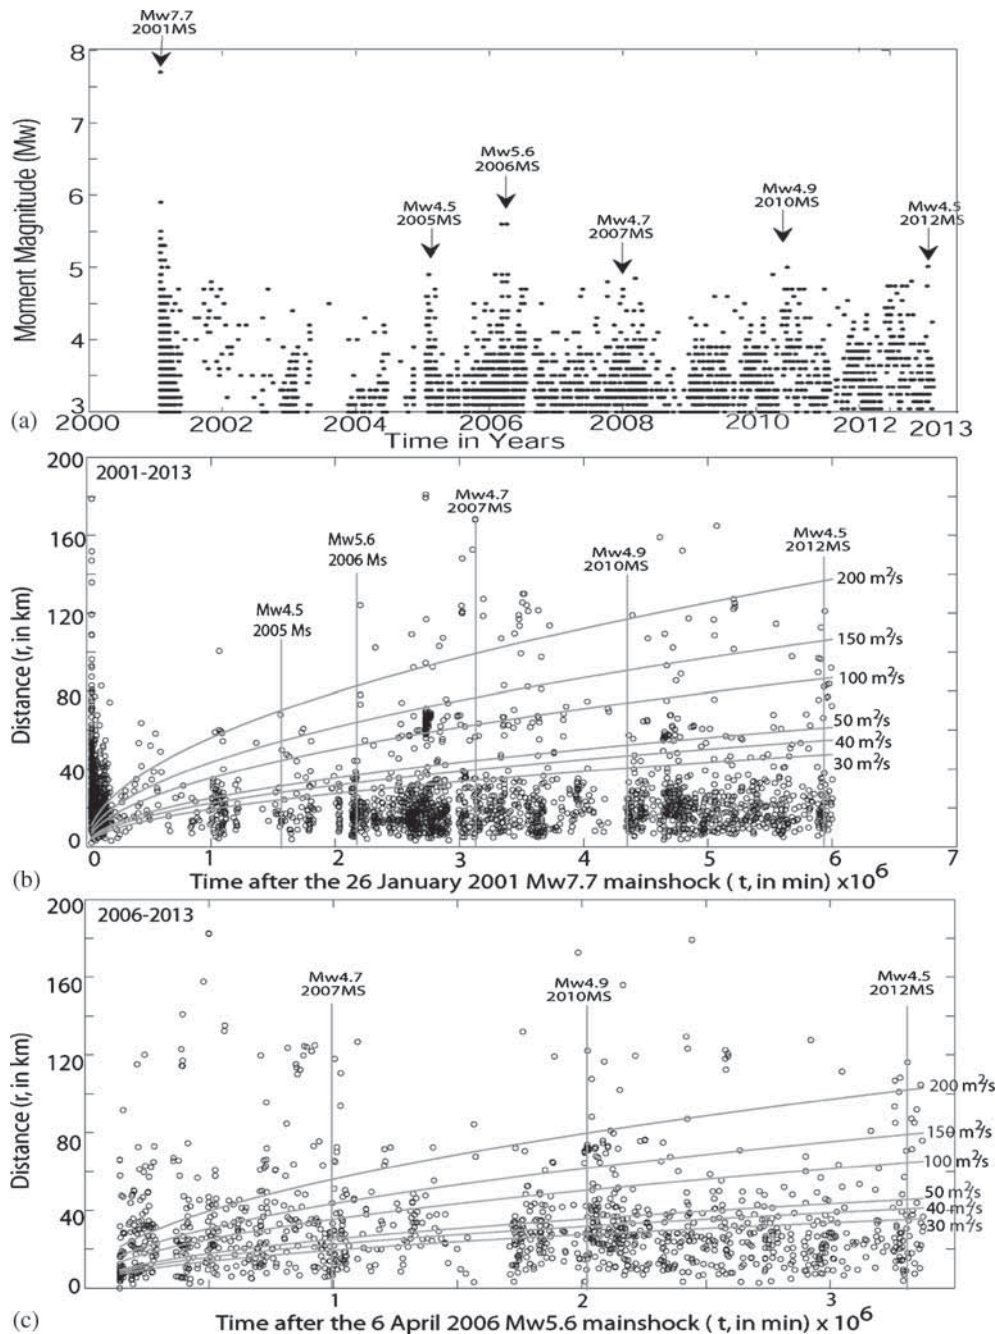 Mw7.7
2001MS
8
7
6
5
4
3
Moment Magnitude (Mw)
Mw4.5
2005MS
Mw5.6
2006MS
Mw4.7
2007MS
Mw4.9
2010MS
Mw4.5
2012MS
(a)
2000 2002 2004 2006 2008 2010 2012 2013
Time in Years
200
160
120
80
40
0
Distance (r, in km)
2001-2013
Mw4.5
2005 Ms
Mw5.6
2006 Ms
Mw4.7
2007MS
Mw4.9
2010MS
Mw4.5
2012MS
200 m²/s
150 m²/s
100 m²/s
50 m²/s
40 m²/s
30 m²/s
0 1 2 3 4 5 6 7
(b)
Time after the 26 January 2001 Mw7.7 mainshock ( t, in min) x10⁶
200
160
120
80
40
0
Distance (r, in km)
2006-2013
Mw4.7
2007MS
Mw4.9
2010MS
Mw4.5
2012MS
200 m²/s
150 m²/s
100 m²/s
50 m²/s
40 m²/s
30 m²/s
1 2 3
(c)
Time after the 6 April 2006 Mw5.6 mainshock ( t, in min) x 10⁶